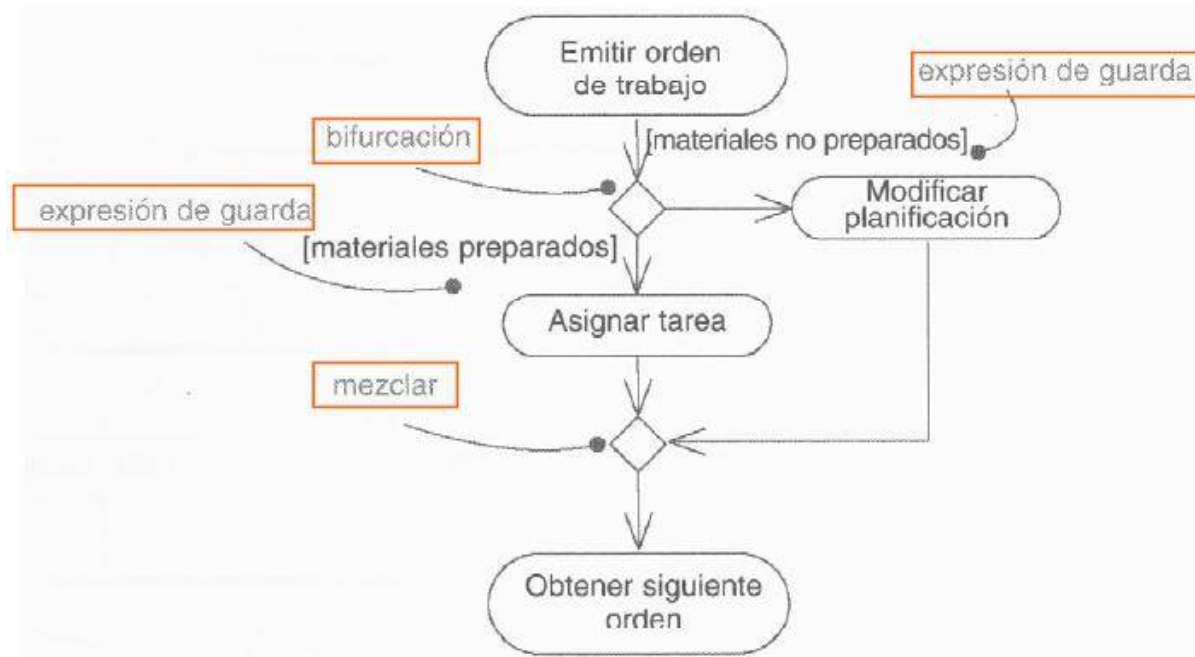 Emitir orden
de trabajo
expresión de guarda
bifurcación
[materiales no preparados]
Modificar
planificación
expresión de guarda
[materiales preparados]
Asignar tarea
mezclar
Obtener siguiente
orden